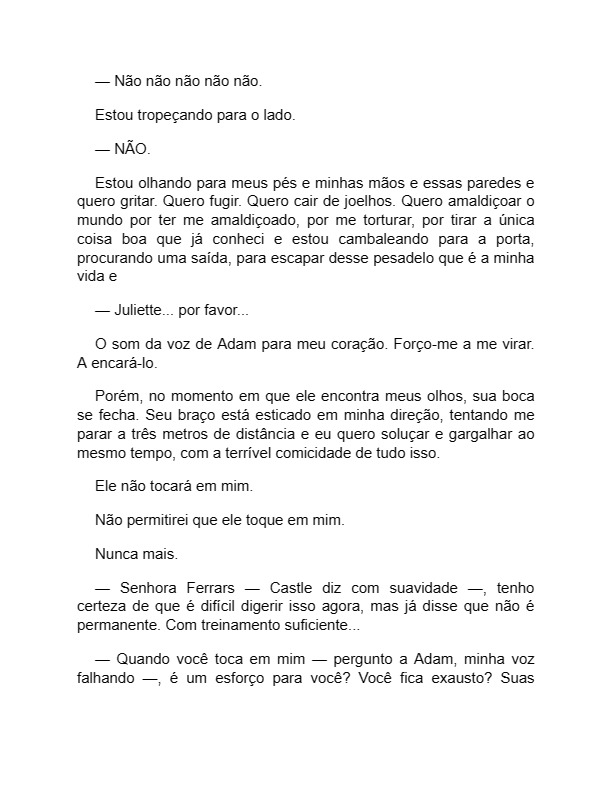 — Não não não não não.
Estou tropeçando para o lado.
— NÃO.
Estou olhando para meus pés e minhas mãos e essas paredes e
quero gritar. Quero fugir. Quero cair de joelhos. Quero amaldiçoar o
mundo por ter me amaldiçoado, por me torturar, por tirar a única
coisa boa que já conheci e estou cambaleando para a porta,
procurando uma saída, para escapar desse pesadelo que é a minha
vida e
— Juliette... por favor...
O som da voz de Adam para meu coração. Forço-me a me virar.
A encará-lo.
Porém, no momento em que ele encontra meus olhos, sua boca
se fecha. Seu braço está esticado em minha direção, tentando me
parar a três metros de distância e eu quero soluçar e gargalhar ao
mesmo tempo, com a terrível comicidade de tudo isso.
Ele não tocará em mim.
Não permitirei que ele toque em mim.
Nunca mais.
— Senhora Ferrars — Castle diz com suavidade —, tenho
certeza de que é difícil digerir isso agora, mas já disse que não é
permanente. Com treinamento suficiente...
— Quando você toca em mim — pergunto a Adam, minha voz
falhando —, é um esforço para você? Você fica exausto? Suas